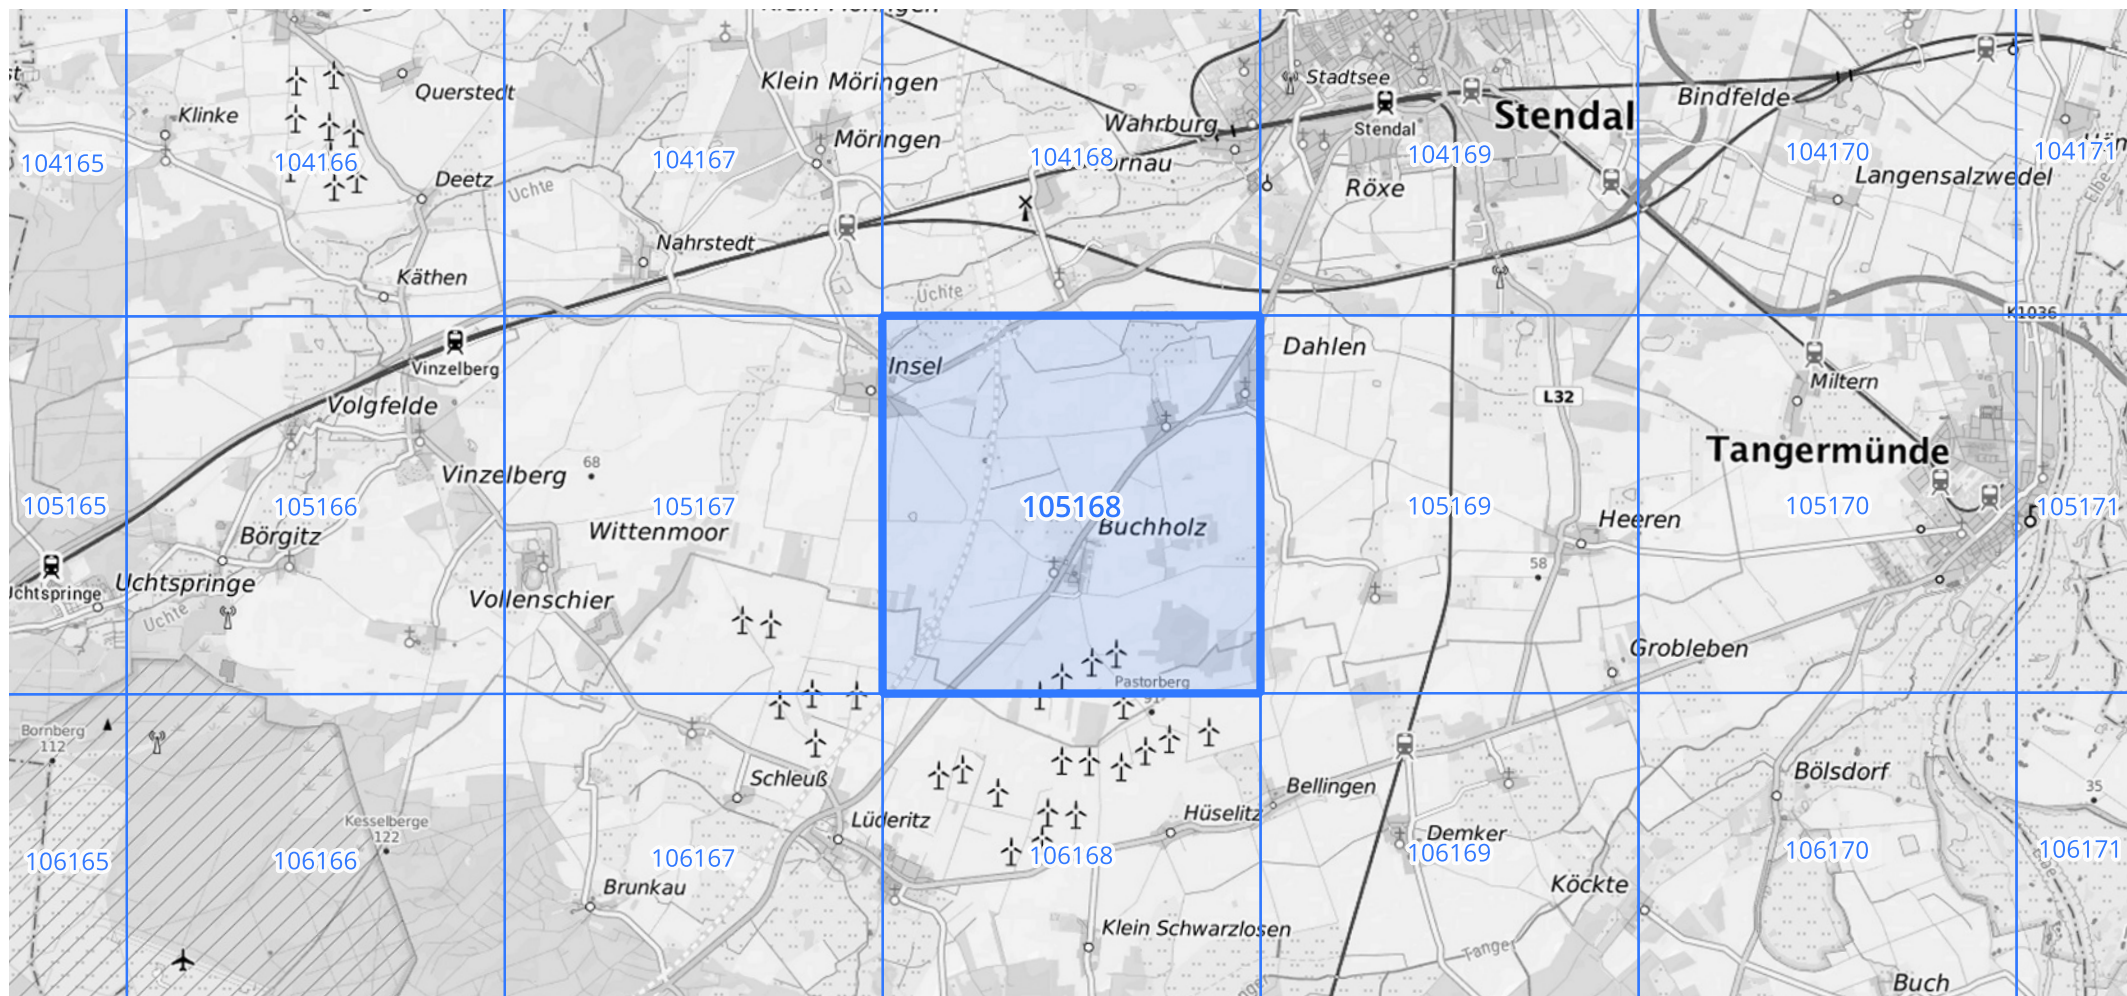 Klein Möringen
Querstedt
Klinke
Stadtsee
Bindfelde
Stendal
Wahrburg
Stendal
Möringen
104165
104166
104167
104168
104169
104170
104171
Deetz
Uchte
Röxe
Langensalzwedel
Elbe
Nahrstedt
Käthen
Uchte
K1036
Insel
Dahlen
Vinzelberg
Miltern
Volgfelde
L32
Tangermünde
68
Vinzelberg
105165
105166
105167
105168
105169
105170
105171
Börgitz
Wittenmoor
Buchholz
Heeren
58
Uchtspringe
Vollenschier
Uchte
Grobleben
Pastorberg
91
Bornberg
112
Schleuß
Bellingen
Bölsdorf
35
Kesselberge
122
Lüderitz
Hüselitz
Demker
106165
106166
106167
106168
106169
106170
106171
Brunkau
Köckte
Klein Schwarzlosen
Tanger
Buch